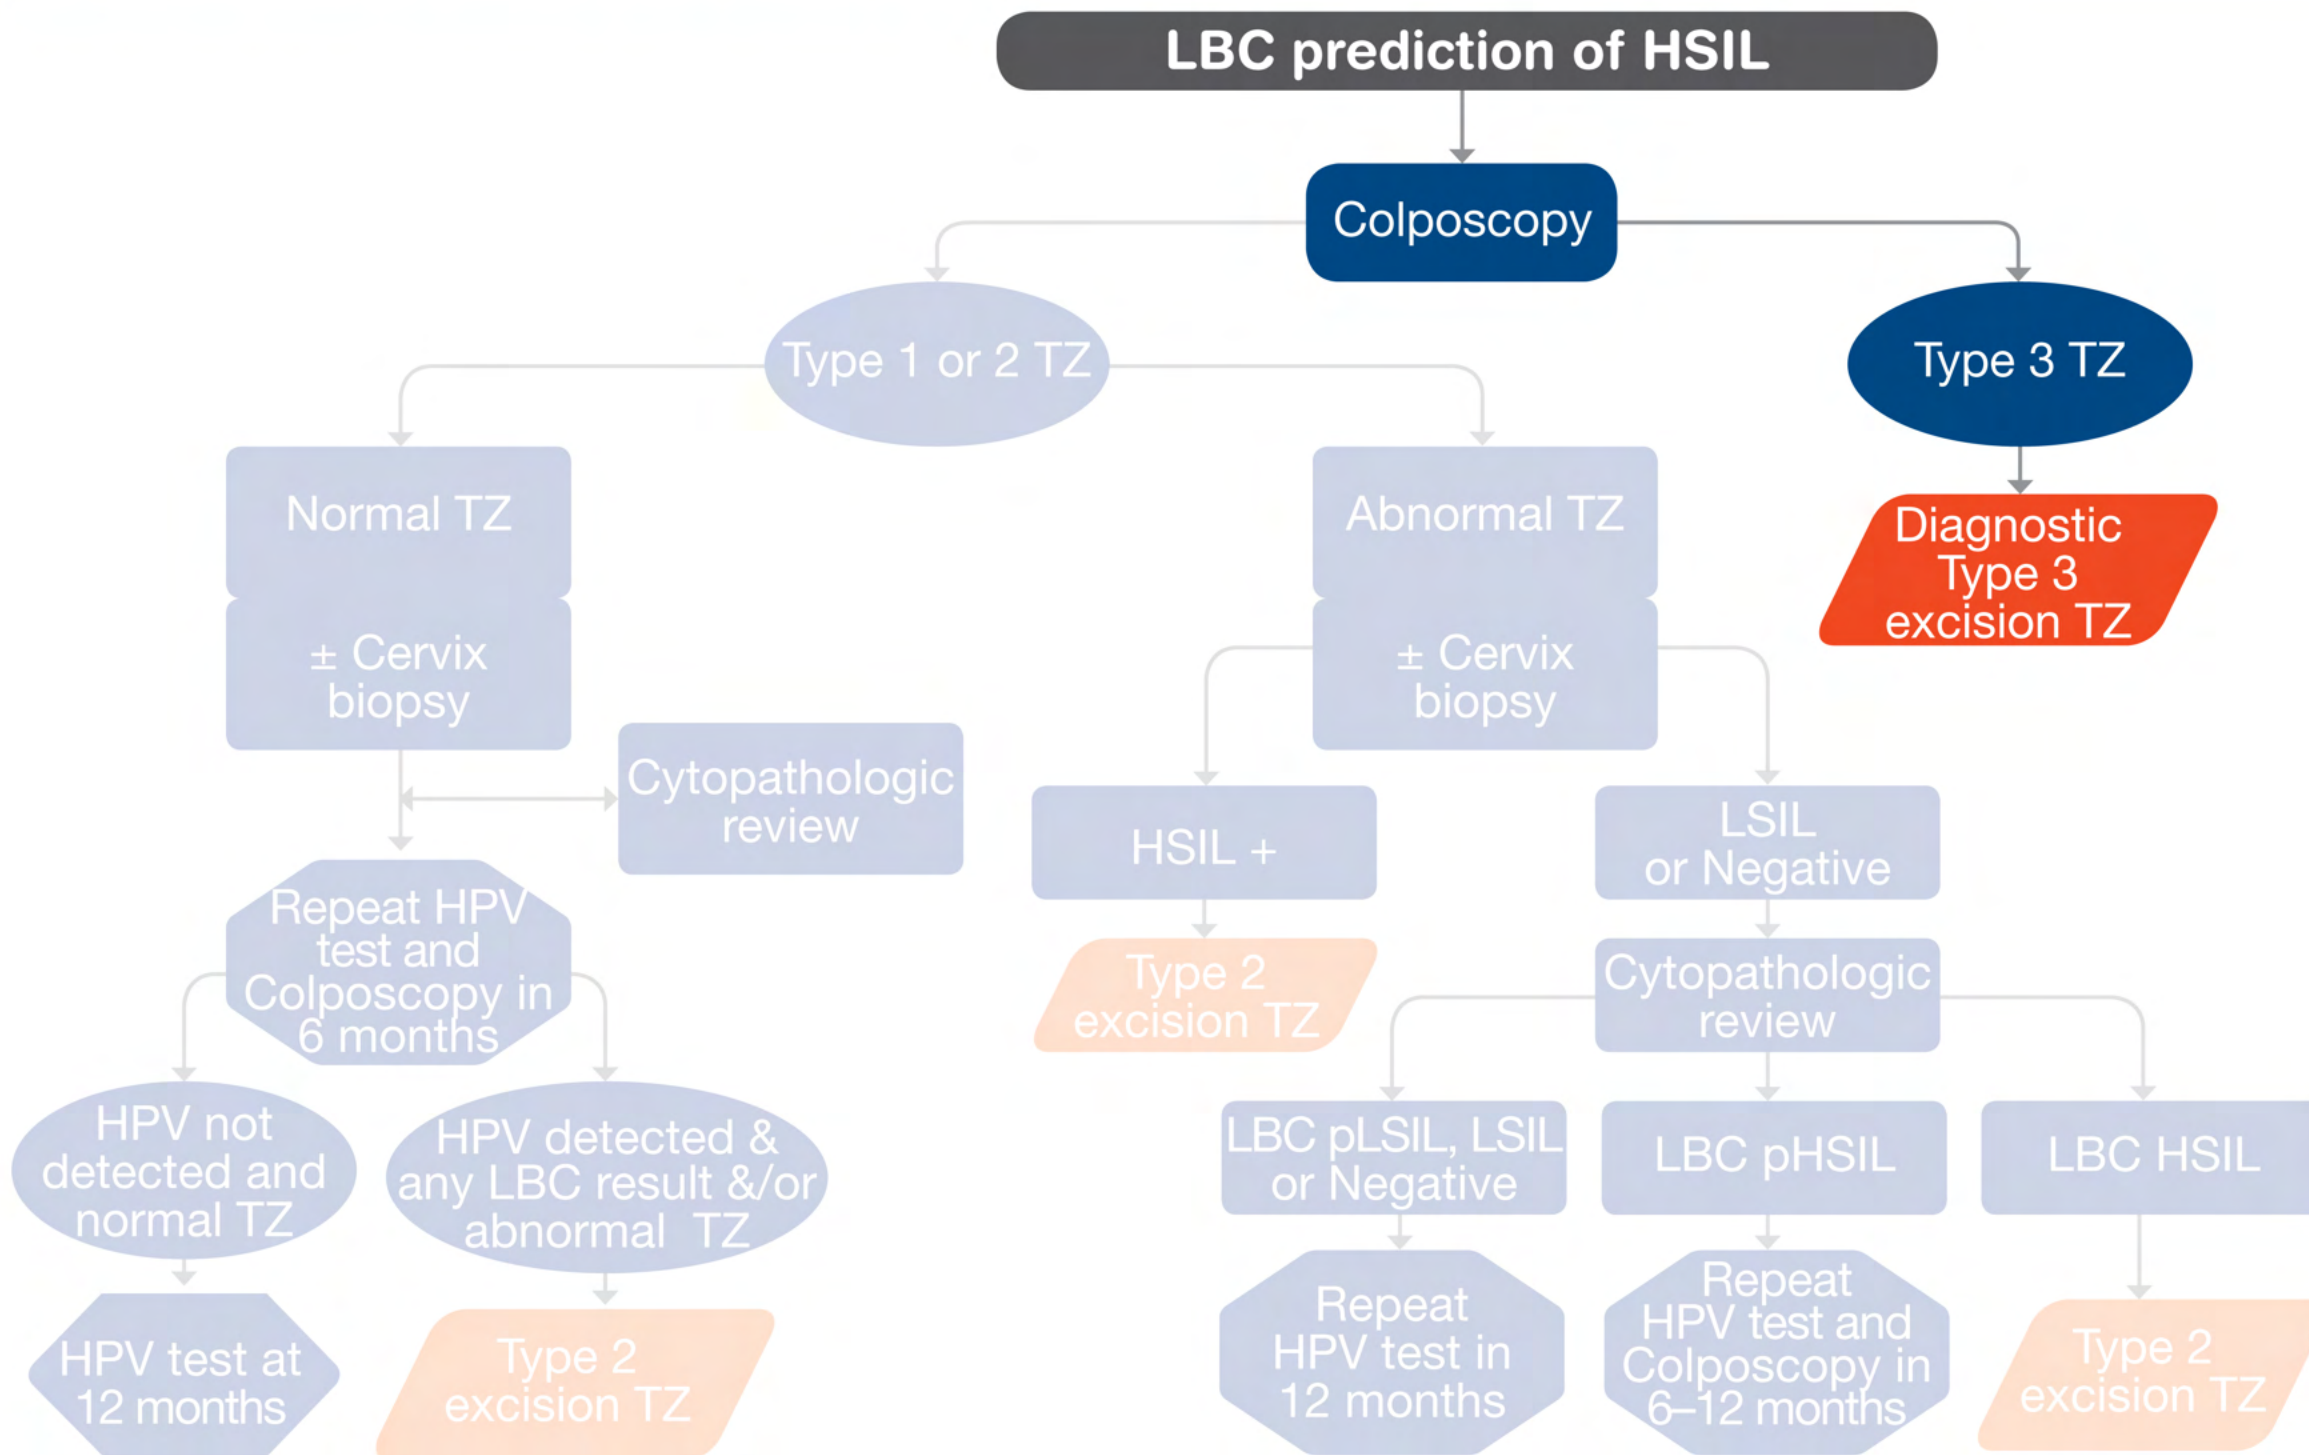 LBC prediction of HSIL
Colposcopy
Type 1 or 2 TZ
Type 3 TZ
Normal TZ
± Cervix
biopsy
Abnormal TZ
± Cervix
biopsy
Diagnostic
Type 3
excision TZ
Cytopathologic
review
HSIL +
LSIL
or Negative
Repeat HPV
test and
Colposcopy in
6 months
Type 2
excision TZ
Cytopathologic
review
HPV not
detected and
normal TZ
HPV detected &
any LBC result &/or
abnormal TZ
LBC pLSIL, LSIL
or Negative
LBC pHSIL
LBC HSIL
HPV test at
12 months
Type 2
excision TZ
Repeat
HPV test in
12 months
Repeat
HPV test and
Colposcopy in
6–12 months
Type 2
excision TZ